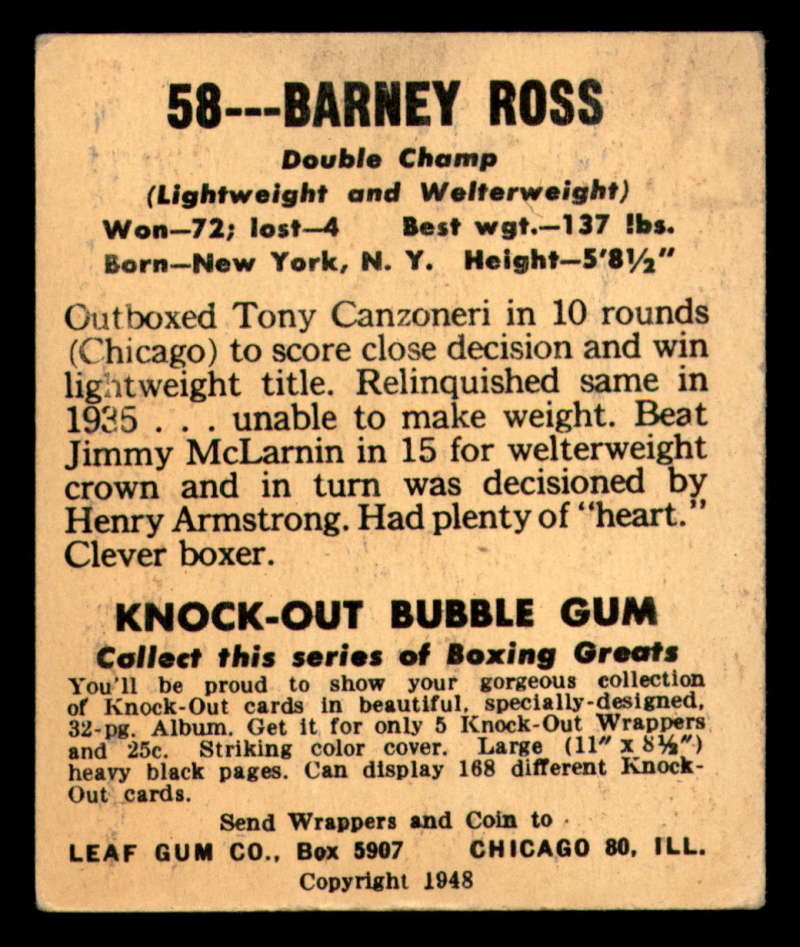 58---BARNEY ROSS
Double Champ
(Lightweight and Welterweight)
Won—72; lost—4 Best wgt.—137 lbs.
Born—New York, N. Y. Height—5'8½"
Outboxed Tony Canzoneri in 10 rounds
(Chicago) to score close decision and win
lightweight title. Relinquished same in
1935 . . . unable to make weight. Beat
Jimmy McLarnin in 15 for welterweight
crown and in turn was decisioned by
Henry Armstrong. Had plenty of "heart."
Clever boxer.
KNOCK-OUT BUBBLE GUM
Collect this series of Boxing Greats
You'll be proud to show your gorgeous collection
of Knock-Out cards in beautiful, specially-designed,
32-pg. Album. Get it for only 5 Knock-Out Wrappers
and 25c. Striking color cover. Large (11" x 8½")
heavy black pages. Can display 168 different Knock-
Out cards.
Send Wrappers and Coin to
LEAF GUM CO., Box 5907 CHICAGO 80, ILL.
Copyright 1948